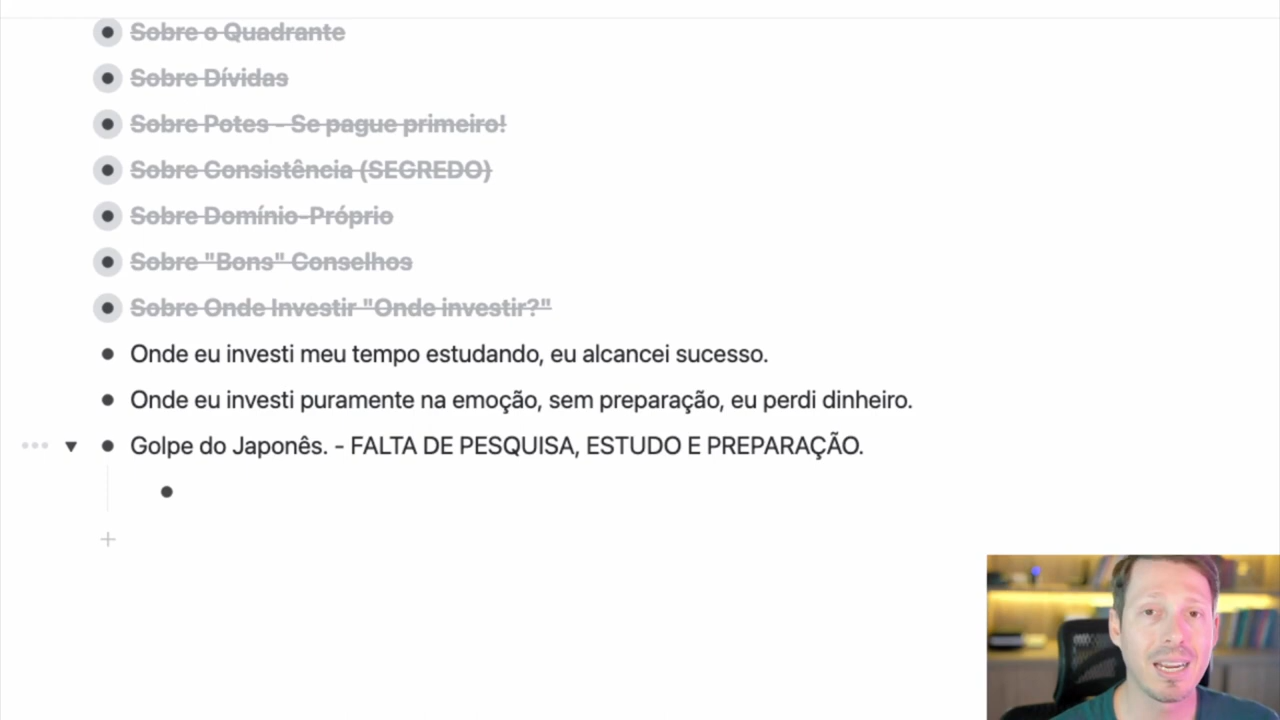 Sobre o Quadrante
Sobre Dívidas
Sobre Potes - Se pague primeiro!
Sobre Consistência (SEGREDO)
Sobre Domínio-Próprio
Sobre "Bons" Conselhos
Sobre Onde Investir "Onde investir?"
Onde eu investi meu tempo estudando, eu alcancei sucesso.
Onde eu investi puramente na emoção, sem preparação, eu perdi dinheiro.
Golpe do Japonês. - FALTA DE PESQUISA, ESTUDO E PREPARAÇÃO.